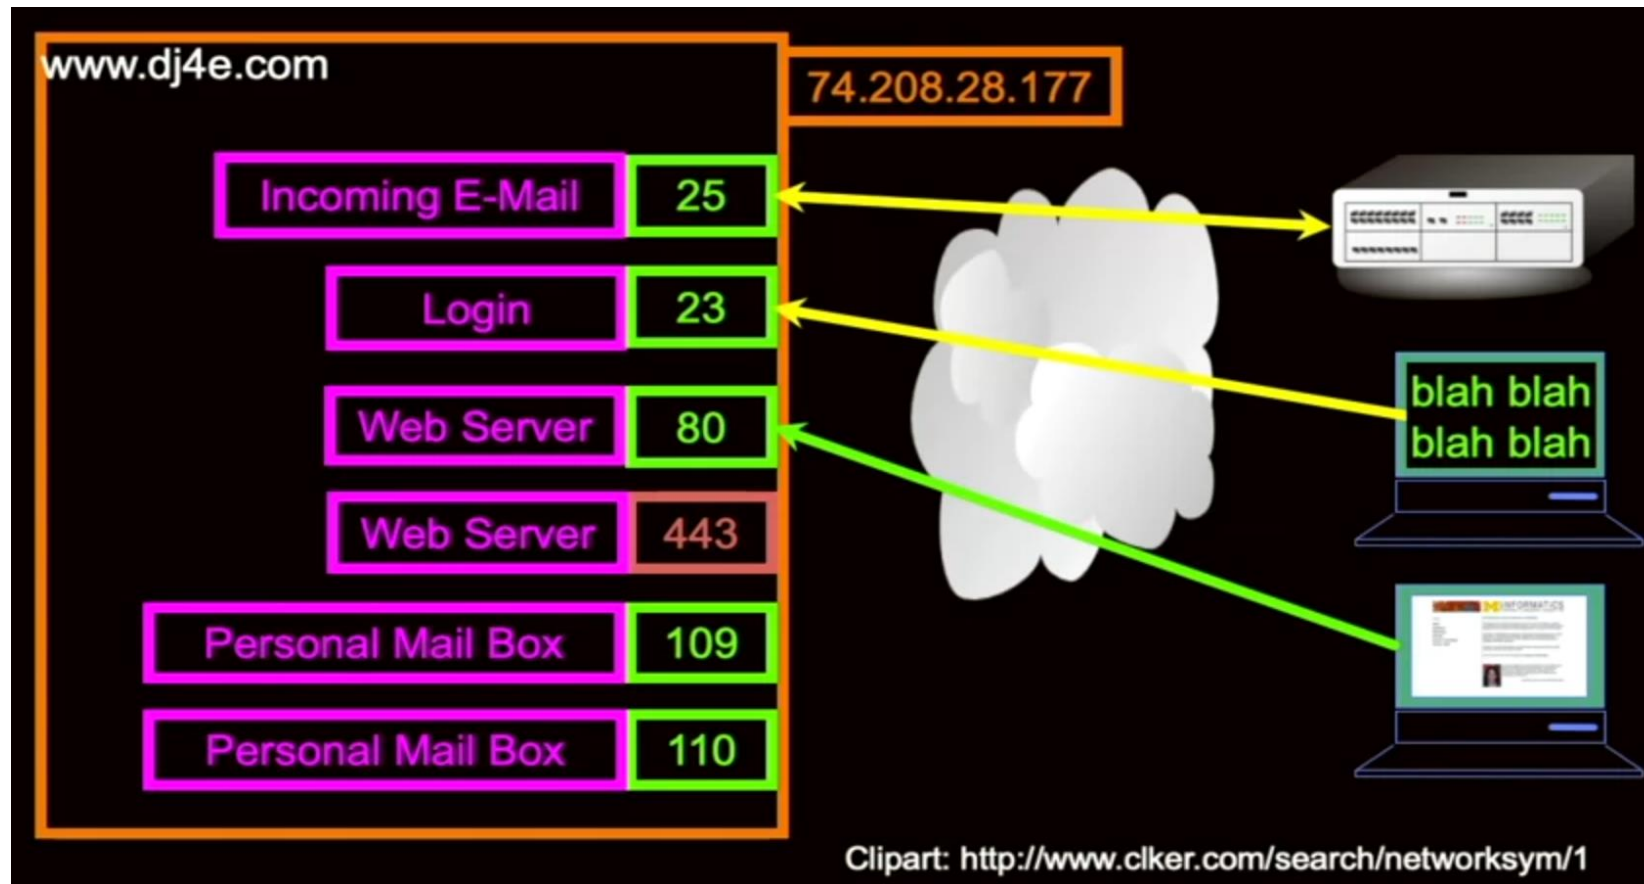 www.dj4e.com
74.208.28.177
Incoming E-Mail 25
Login 23
Web Server 80
Web Server 443
Personal Mail Box 109
Personal Mail Box 110
blah blah
blah blah
INFORMATICS
Clipart: http://www.clker.com/search/networksym/1